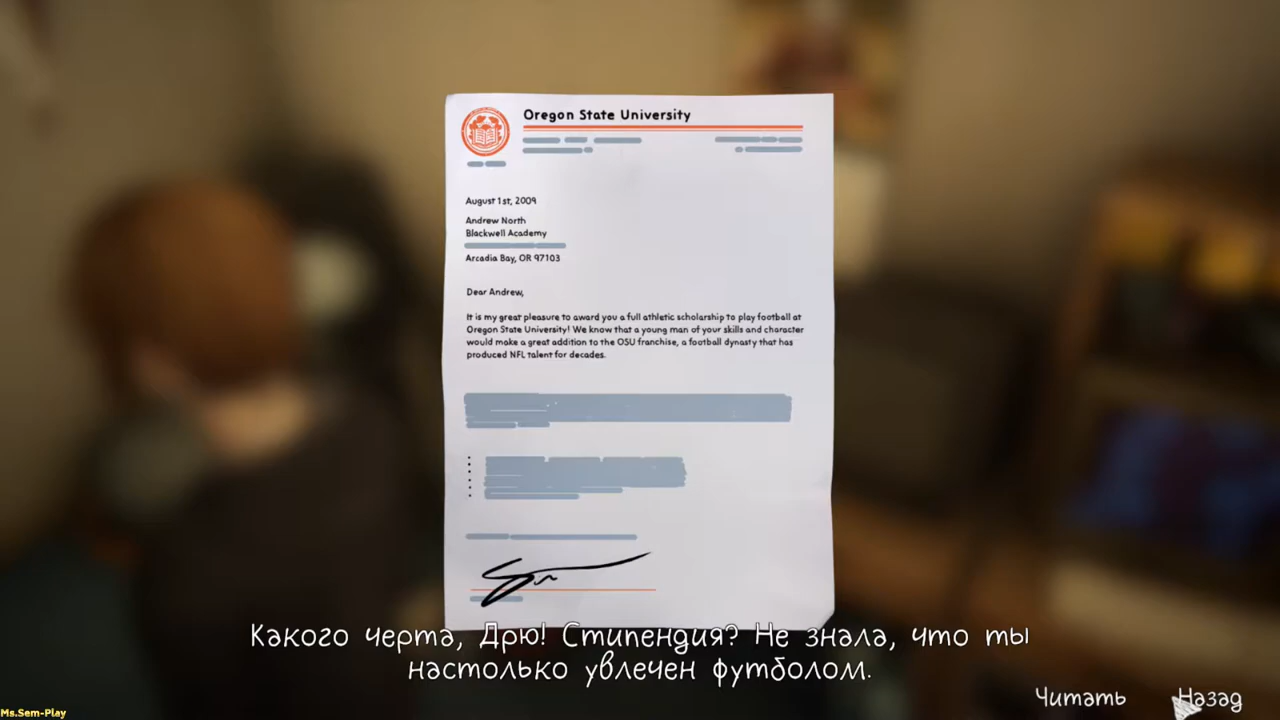 Oregon State University
August 1st, 2009
Andrew North
Blackwell Academy
Arcadia Bay, OR 97103
Dear Andrew,
It is my great pleasure to award you a full athletic scholarship to play football at
Oregon State University! We know that a young man of your skills and character
would make a great addition to the OSU franchise, a football dynasty that has
produced NFL talent for decades.
Какого черта, Дрю! Стипендия? Не знала, что ты
настолько увлечен футболом.
Читать Назад
Ms.Sem-Play